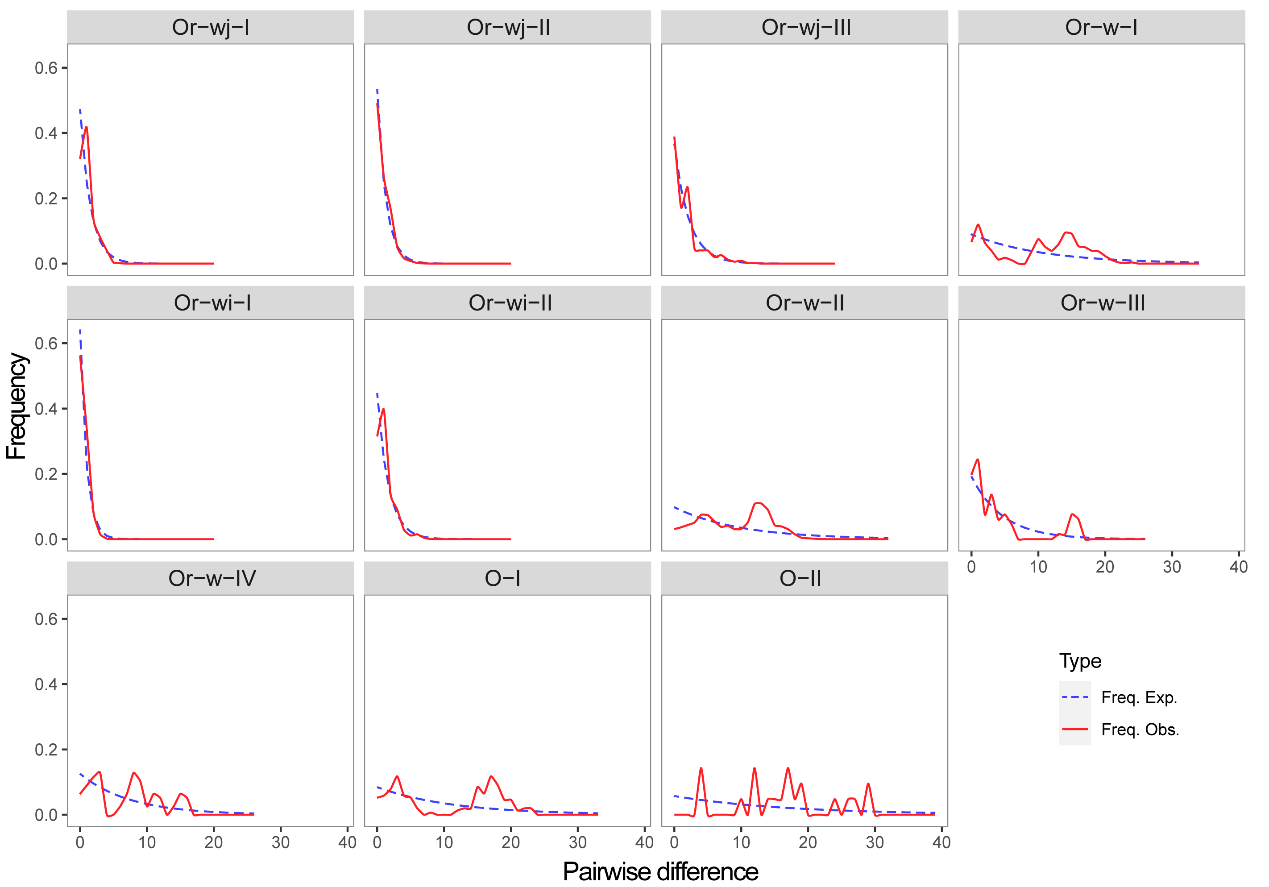 Or−wj−I Or−wj−II Or−wj−III Or−w−I
0.6
0.4
0.2
0.0
Or−wi−I Or−wi−II Or−w−II Or−w−III
0.6
0.4
0.2
0.0
0 10 20 30 40
Or−w−IV O−I O−II
0.6
0.4
0.2
0.0
0 10 20 30 40 0 10 20 30 40 0 10 20 30 40
Frequency
Pairwise difference
Type
Freq. Exp.
Freq. Obs.